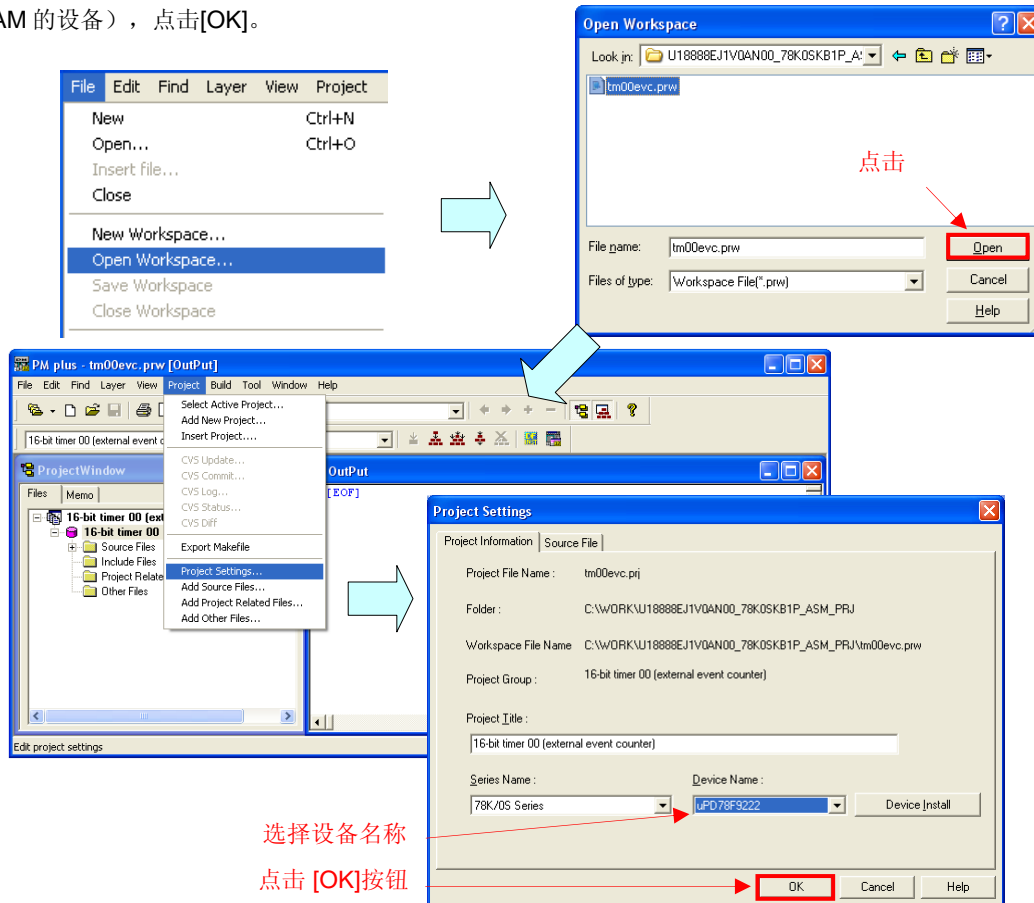 AM 的设备），点击[OK]。
File Edit Find Layer View Project
New Ctrl+N
Open... Ctrl+O
Insert file...
Close
New Workspace...
Open Workspace...
Save Workspace
Close Workspace
Open Workspace
Look in: U18888EJ1V0AN00_78K0SKB1P_A
tm00evc.prw
点击
File name: tm00evc.prw Open
Files of type: Workspace File(*.prw) Cancel
Help
PM plus - tm00evc.prw [OutPut]
File Edit Find Layer View Project Build Tool Window Help
Select Active Project...
Add New Project...
Insert Project....
CVS Update...
CVS Commit...
CVS Log...
CVS Status...
CVS Diff
Export Makefile
Project Settings...
Add Source Files...
Add Project Related Files...
Add Other Files...
16-bit timer 00 (external event c
ProjectWindow
Files Memo
16-bit timer 00 (ext
16-bit timer 00
Source Files
Include Files
Project Relate
Other Files
OutPut
[EOF]
Edit project settings
Project Settings
Project Information Source File
Project File Name : tm00evc.prj
Folder : C:\WORK\U18888EJ1V0AN00_78K0SKB1P_ASM_PRJ
Workspace File Name C:\WORK\U18888EJ1V0AN00_78K0SKB1P_ASM_PRJ\tm00evc.prw
Project Group : 16-bit timer 00 (external event counter)
Project Title :
16-bit timer 00 (external event counter)
Series Name : Device Name :
78K/0S Series uPD78F9222 Device Install
选择设备名称
点击 [OK]按钮
OK Cancel Help